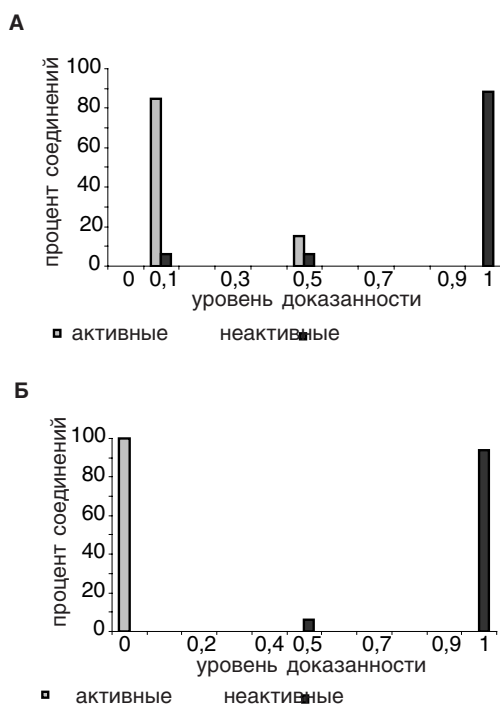 А
процент соединений
100
80
60
40
20
0
0 0,1 0,3 0,5 0,7 0,9 1
уровень доказанности
активные неактивные
Б
процент соединений
100
80
60
40
20
0
0 0,2 0,4 0,5 0,7 0,9 1
уровень доказанности
активные неактивные